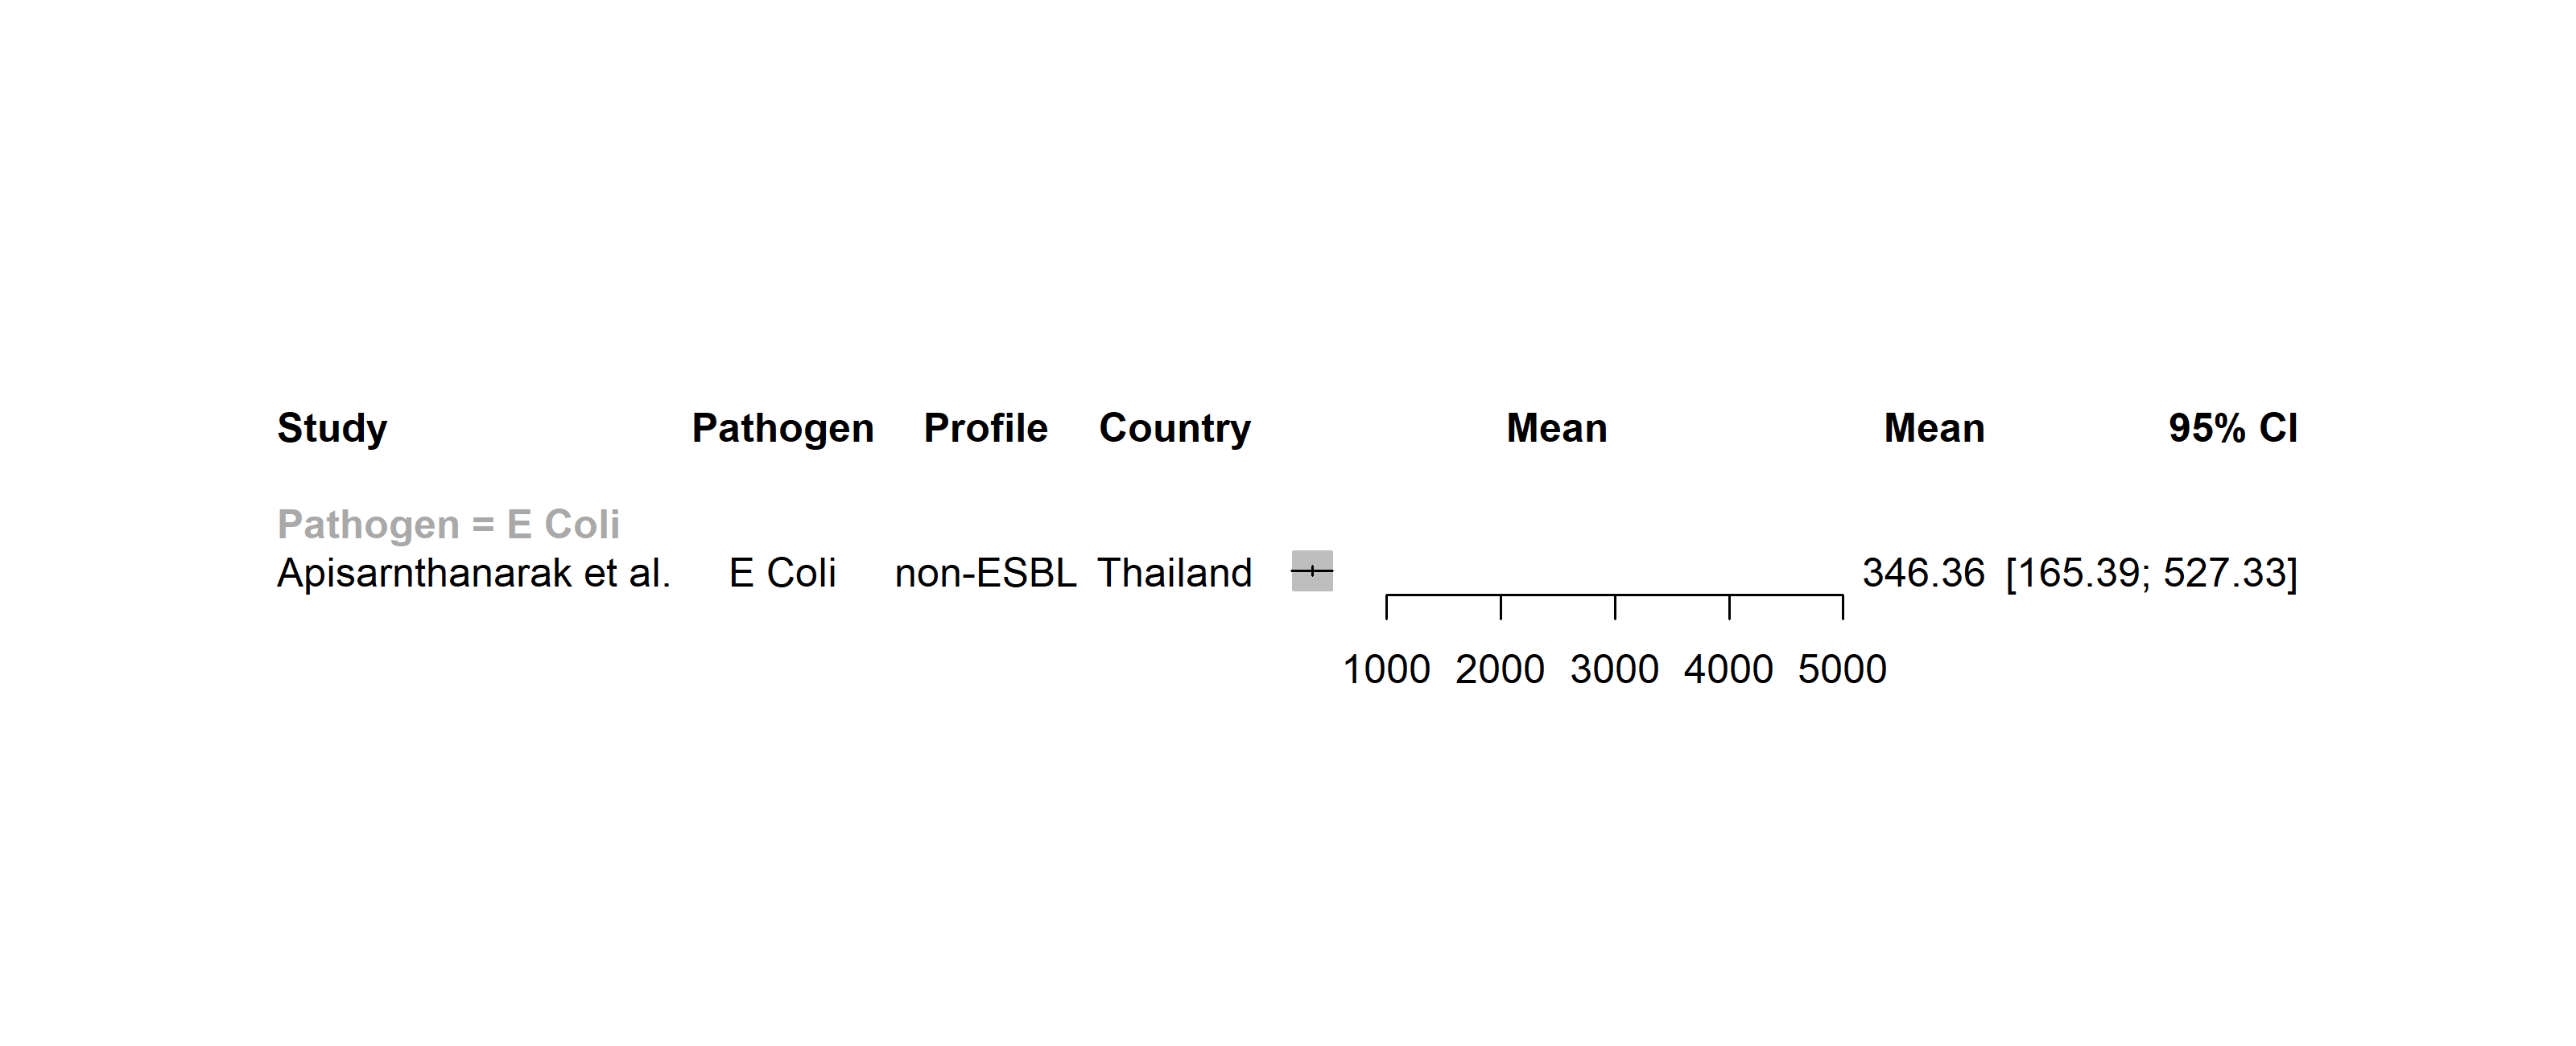 Study Pathogen Profile Country Mean Mean 95% CI
Pathogen = E Coli
Apisarnthanarak et al. E Coli non-ESBL Thailand 346.36 [165.39; 527.33]
1000 2000 3000 4000 5000